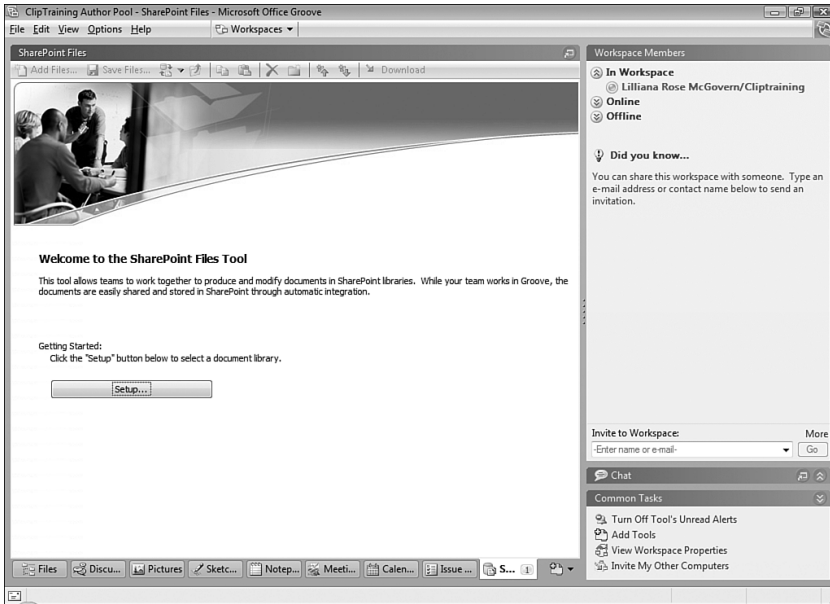 ClipTraining Author Pool - SharePoint Files - Microsoft Office Groove
File Edit View Options Help Workspaces
SharePoint Files
Add Files... Save Files... Download
Welcome to the SharePoint Files Tool
This tool allows teams to work together to produce and modify documents in SharePoint libraries. While your team works in Groove, the
documents are easily shared and stored in SharePoint through automatic integration.
Getting Started:
Click the "Setup" button below to select a document library.
Setup...
Files Discu... Pictures Sketc... Notep... Meeti... Calen... Issue ... S... 1
Workspace Members
In Workspace
Lilliana Rose McGovern/Cliptraining
Online
Offline
Did you know...
You can share this workspace with someone. Type an
e-mail address or contact name below to send an
invitation.
Invite to Workspace: More
-Enter name or e-mail- Go
Chat
Common Tasks
Turn Off Tool's Unread Alerts
Add Tools
View Workspace Properties
Invite My Other Computers